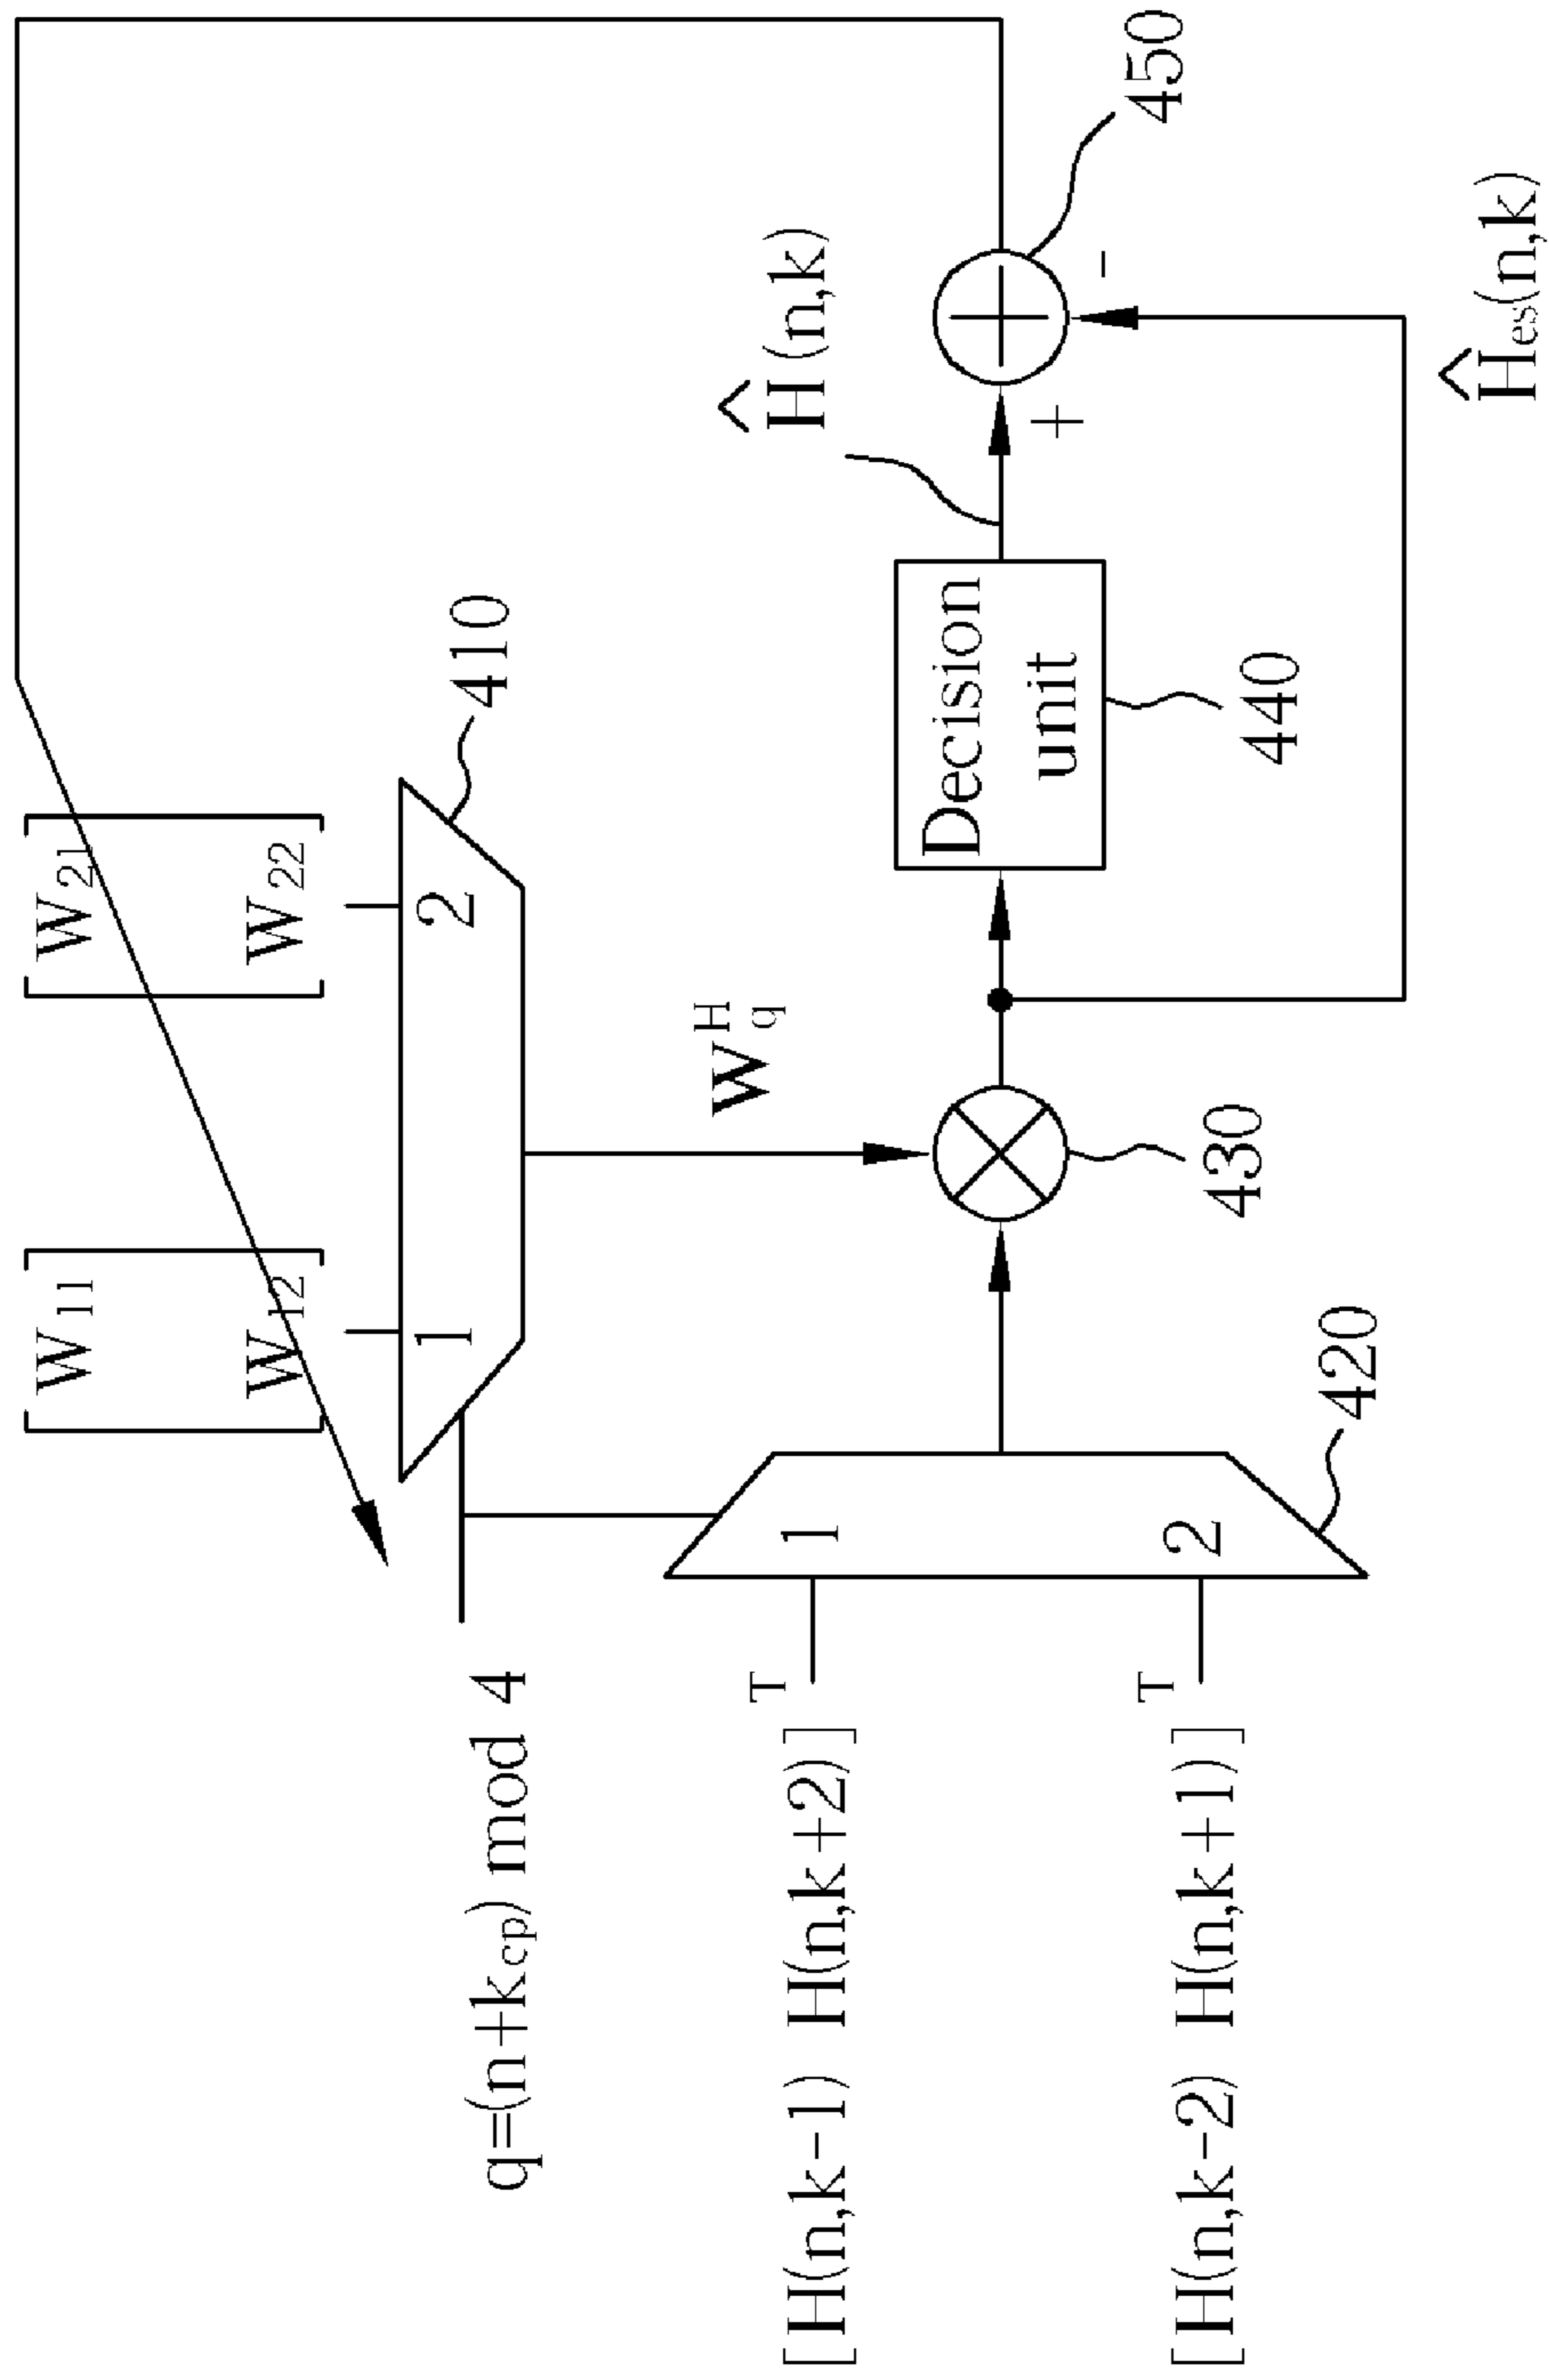 [W₁₁
W₁₂]
[W₂₁
W₂₂]
1
2
410
q=(n+kcp) mod 4
W_q^H
Ĥ(n,k)
[H(n,k-1) H(n,k+2)]ᵀ
1
Decision
unit
+
-
450
[H(n,k-2) H(n,k+1)]ᵀ
2
420
430
440
Ĥes(n,k)